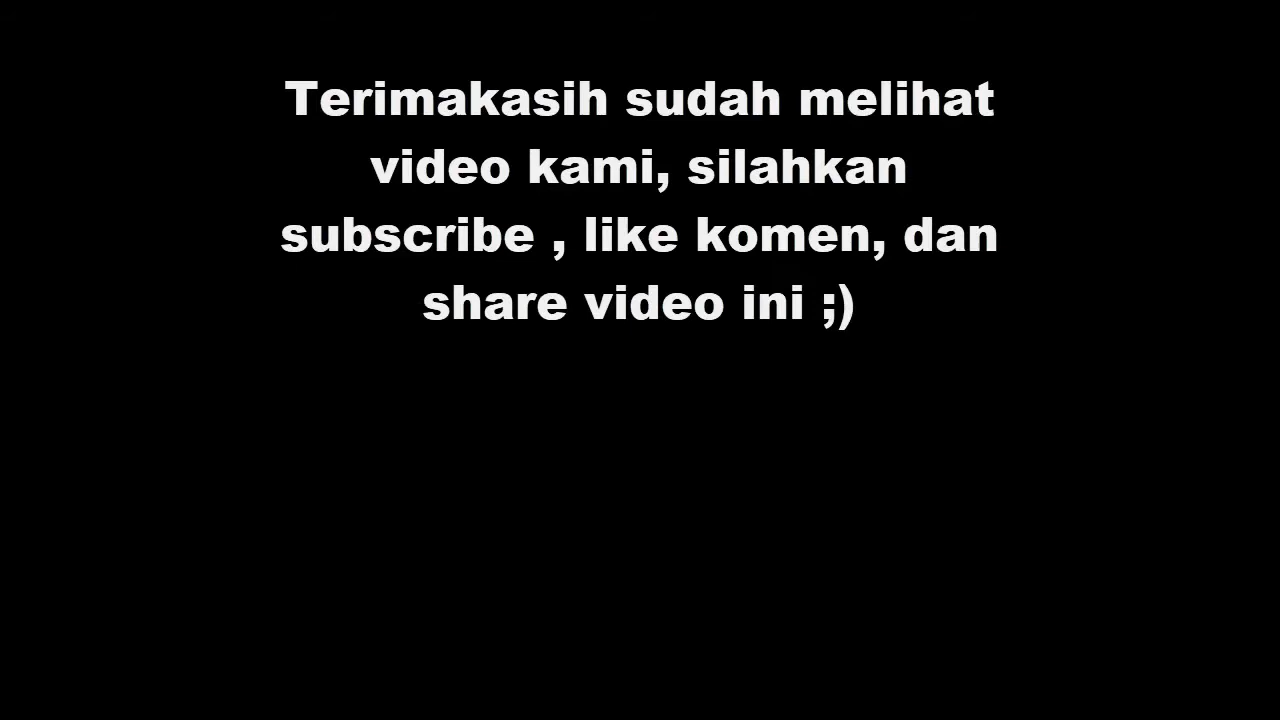 Terimakasih sudah melihat
video kami, silahkan
subscribe , like komen, dan
share video ini ;)